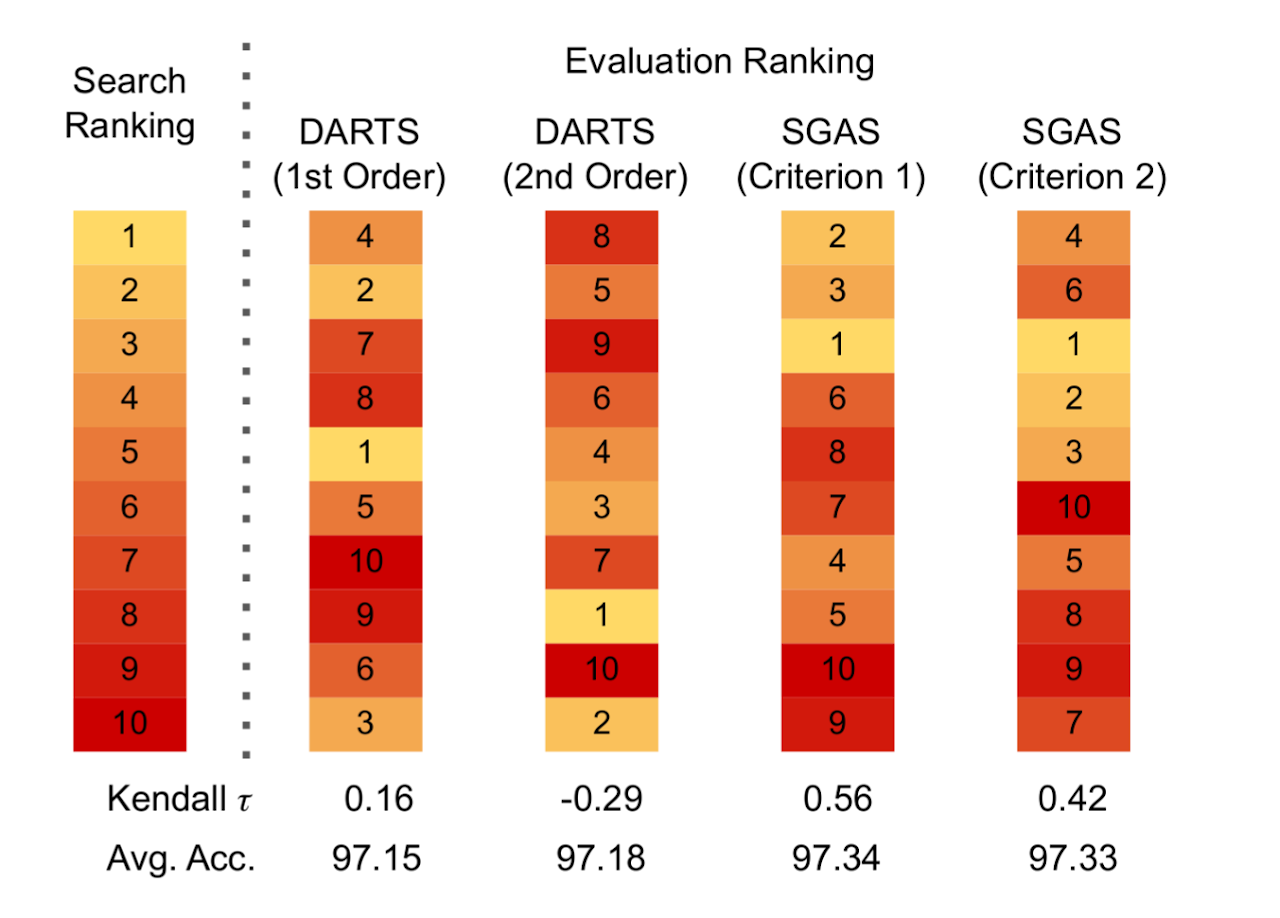 Evaluation Ranking
Search
Ranking
DARTS
(1st Order)
DARTS
(2nd Order)
SGAS
(Criterion 1)
SGAS
(Criterion 2)
1 4 8 2 4
2 2 5 3 6
3 7 9 1 1
4 8 6 6 2
5 1 4 8 3
6 5 3 7 10
7 10 7 4 5
8 9 1 5 8
9 6 10 10 9
10 3 2 9 7
Kendall τ 0.16 -0.29 0.56 0.42
Avg. Acc. 97.15 97.18 97.34 97.33